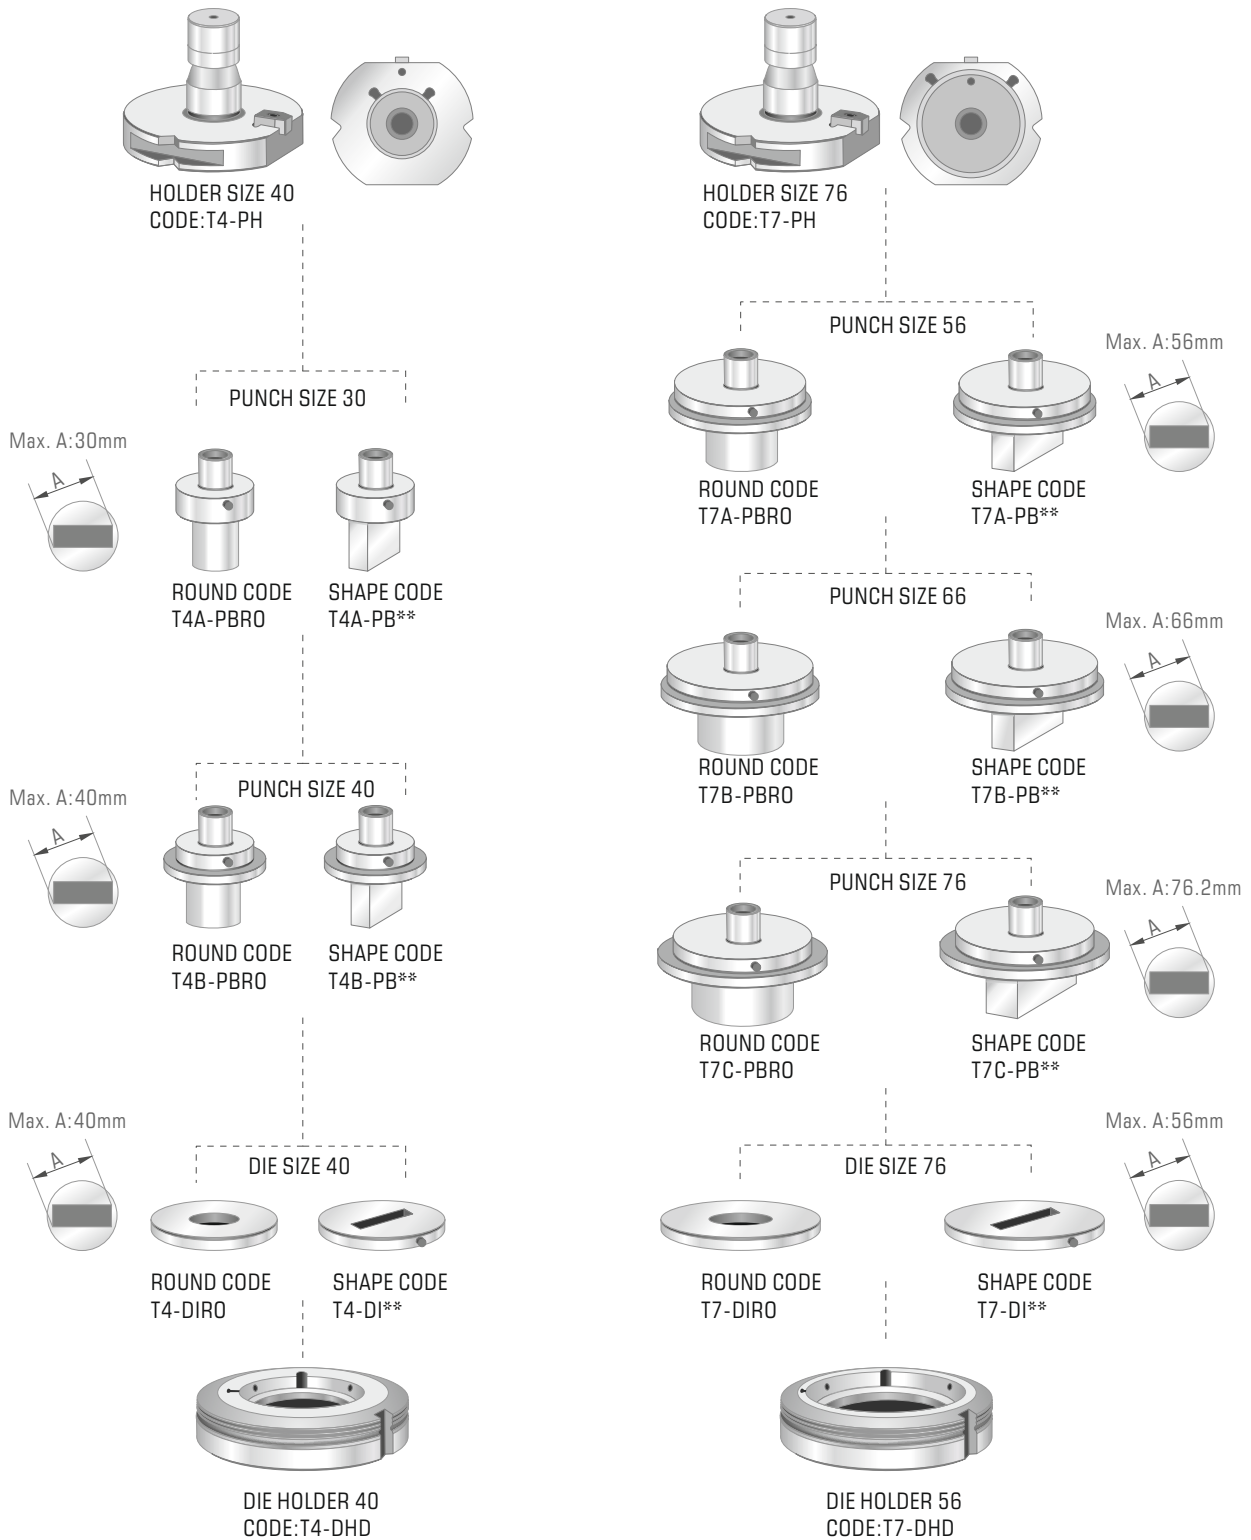 HOLDER SIZE 40
CODE:T4-PH
PUNCH SIZE 30
Max. A:30mm
A
ROUND CODE
T4A-PBRO
SHAPE CODE
T4A-PB**
PUNCH SIZE 40
Max. A:40mm
A
ROUND CODE
T4B-PBRO
SHAPE CODE
T4B-PB**
Max. A:40mm
A
DIE SIZE 40
ROUND CODE
T4-DIRO
SHAPE CODE
T4-DI**
DIE HOLDER 40
CODE:T4-DHD
HOLDER SIZE 76
CODE:T7-PH
PUNCH SIZE 56
Max. A:56mm
A
ROUND CODE
T7A-PBRO
SHAPE CODE
T7A-PB**
PUNCH SIZE 66
Max. A:66mm
A
ROUND CODE
T7B-PBRO
SHAPE CODE
T7B-PB**
PUNCH SIZE 76
Max. A:76.2mm
A
ROUND CODE
T7C-PBRO
SHAPE CODE
T7C-PB**
Max. A:56mm
A
DIE SIZE 76
ROUND CODE
T7-DIRO
SHAPE CODE
T7-DI**
DIE HOLDER 56
CODE:T7-DHD